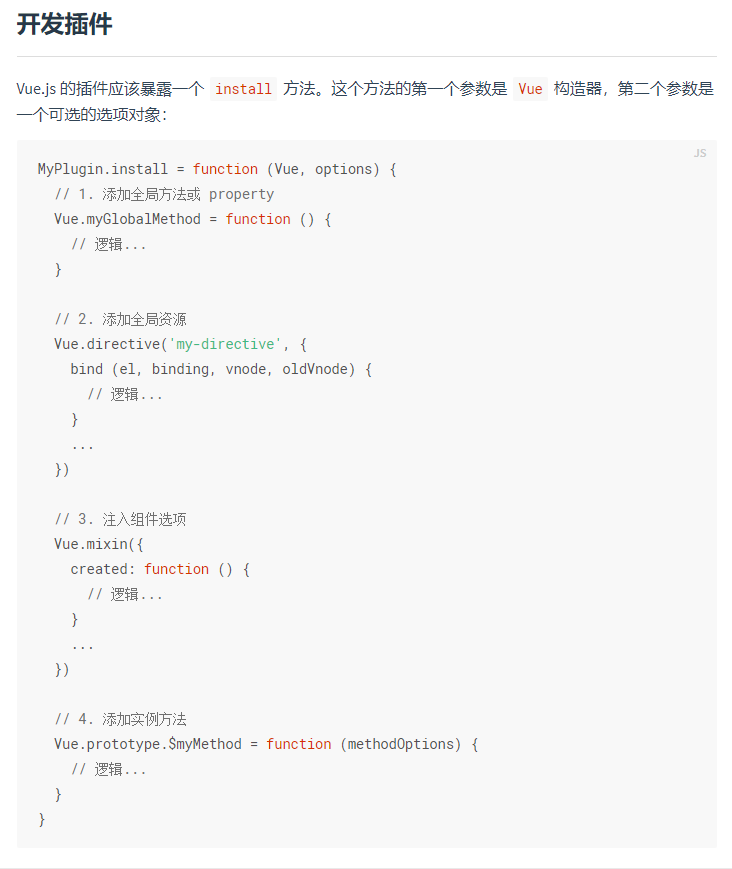 开发插件
Vue.js 的插件应该暴露一个 install 方法。这个方法的第一个参数是 Vue 构造器，第二个参数是
一个可选的选项对象：
JS
MyPlugin.install = function (Vue, options) {
  // 1. 添加全局方法或 property
  Vue.myGlobalMethod = function () {
    // 逻辑...
  }

  // 2. 添加全局资源
  Vue.directive('my-directive', {
    bind (el, binding, vnode, oldVnode) {
      // 逻辑...
    }
    ...
  })

  // 3. 注入组件选项
  Vue.mixin({
    created: function () {
      // 逻辑...
    }
    ...
  })

  // 4. 添加实例方法
  Vue.prototype.$myMethod = function (methodOptions) {
    // 逻辑...
  }
}